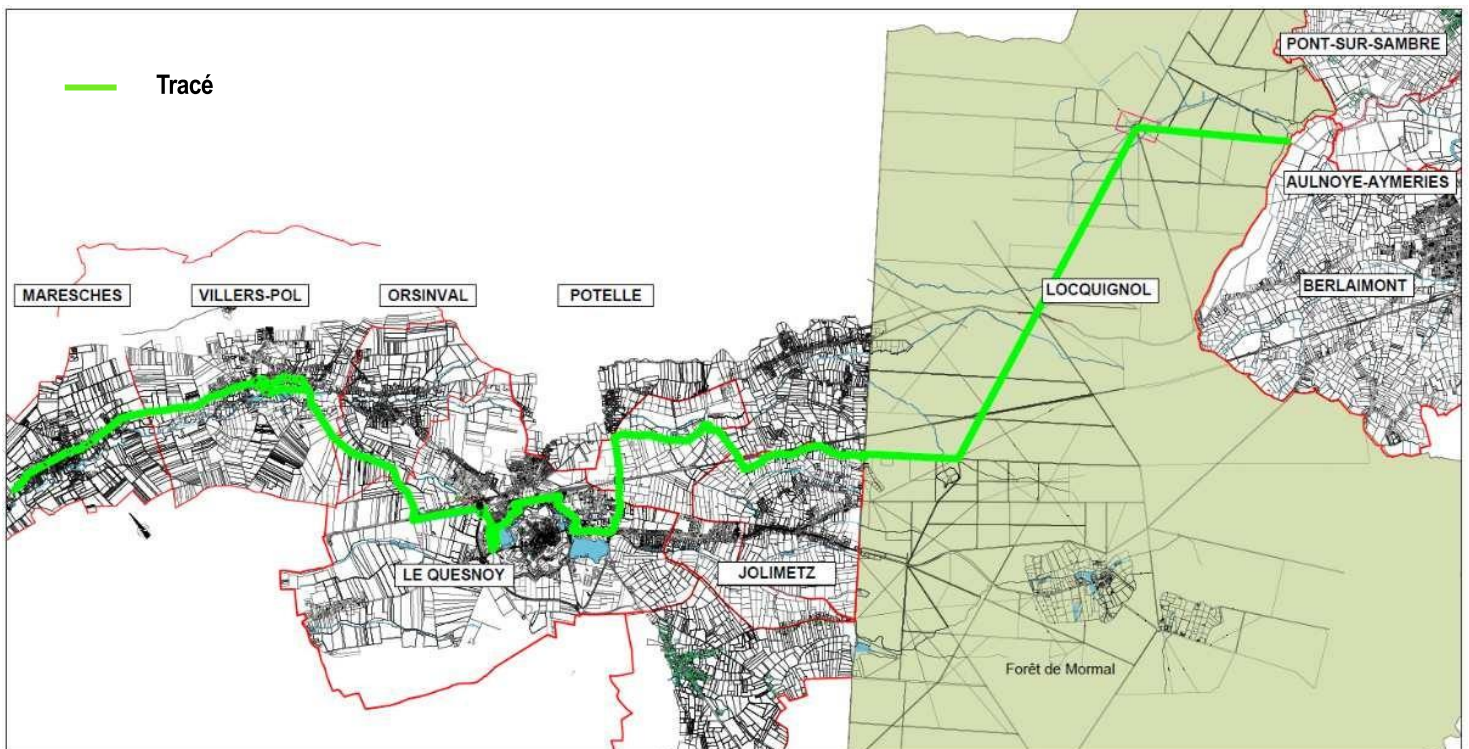 Tracé
PONT-SUR-SAMBRE
AULNOYE-AYMERIES
MARESCHES
VILLERS-POL
ORSINVAL
POTELLE
LOCQUIGNOL
BERLAIMONT
LE QUESNOY
JOLIMETZ
Forêt de Mormal